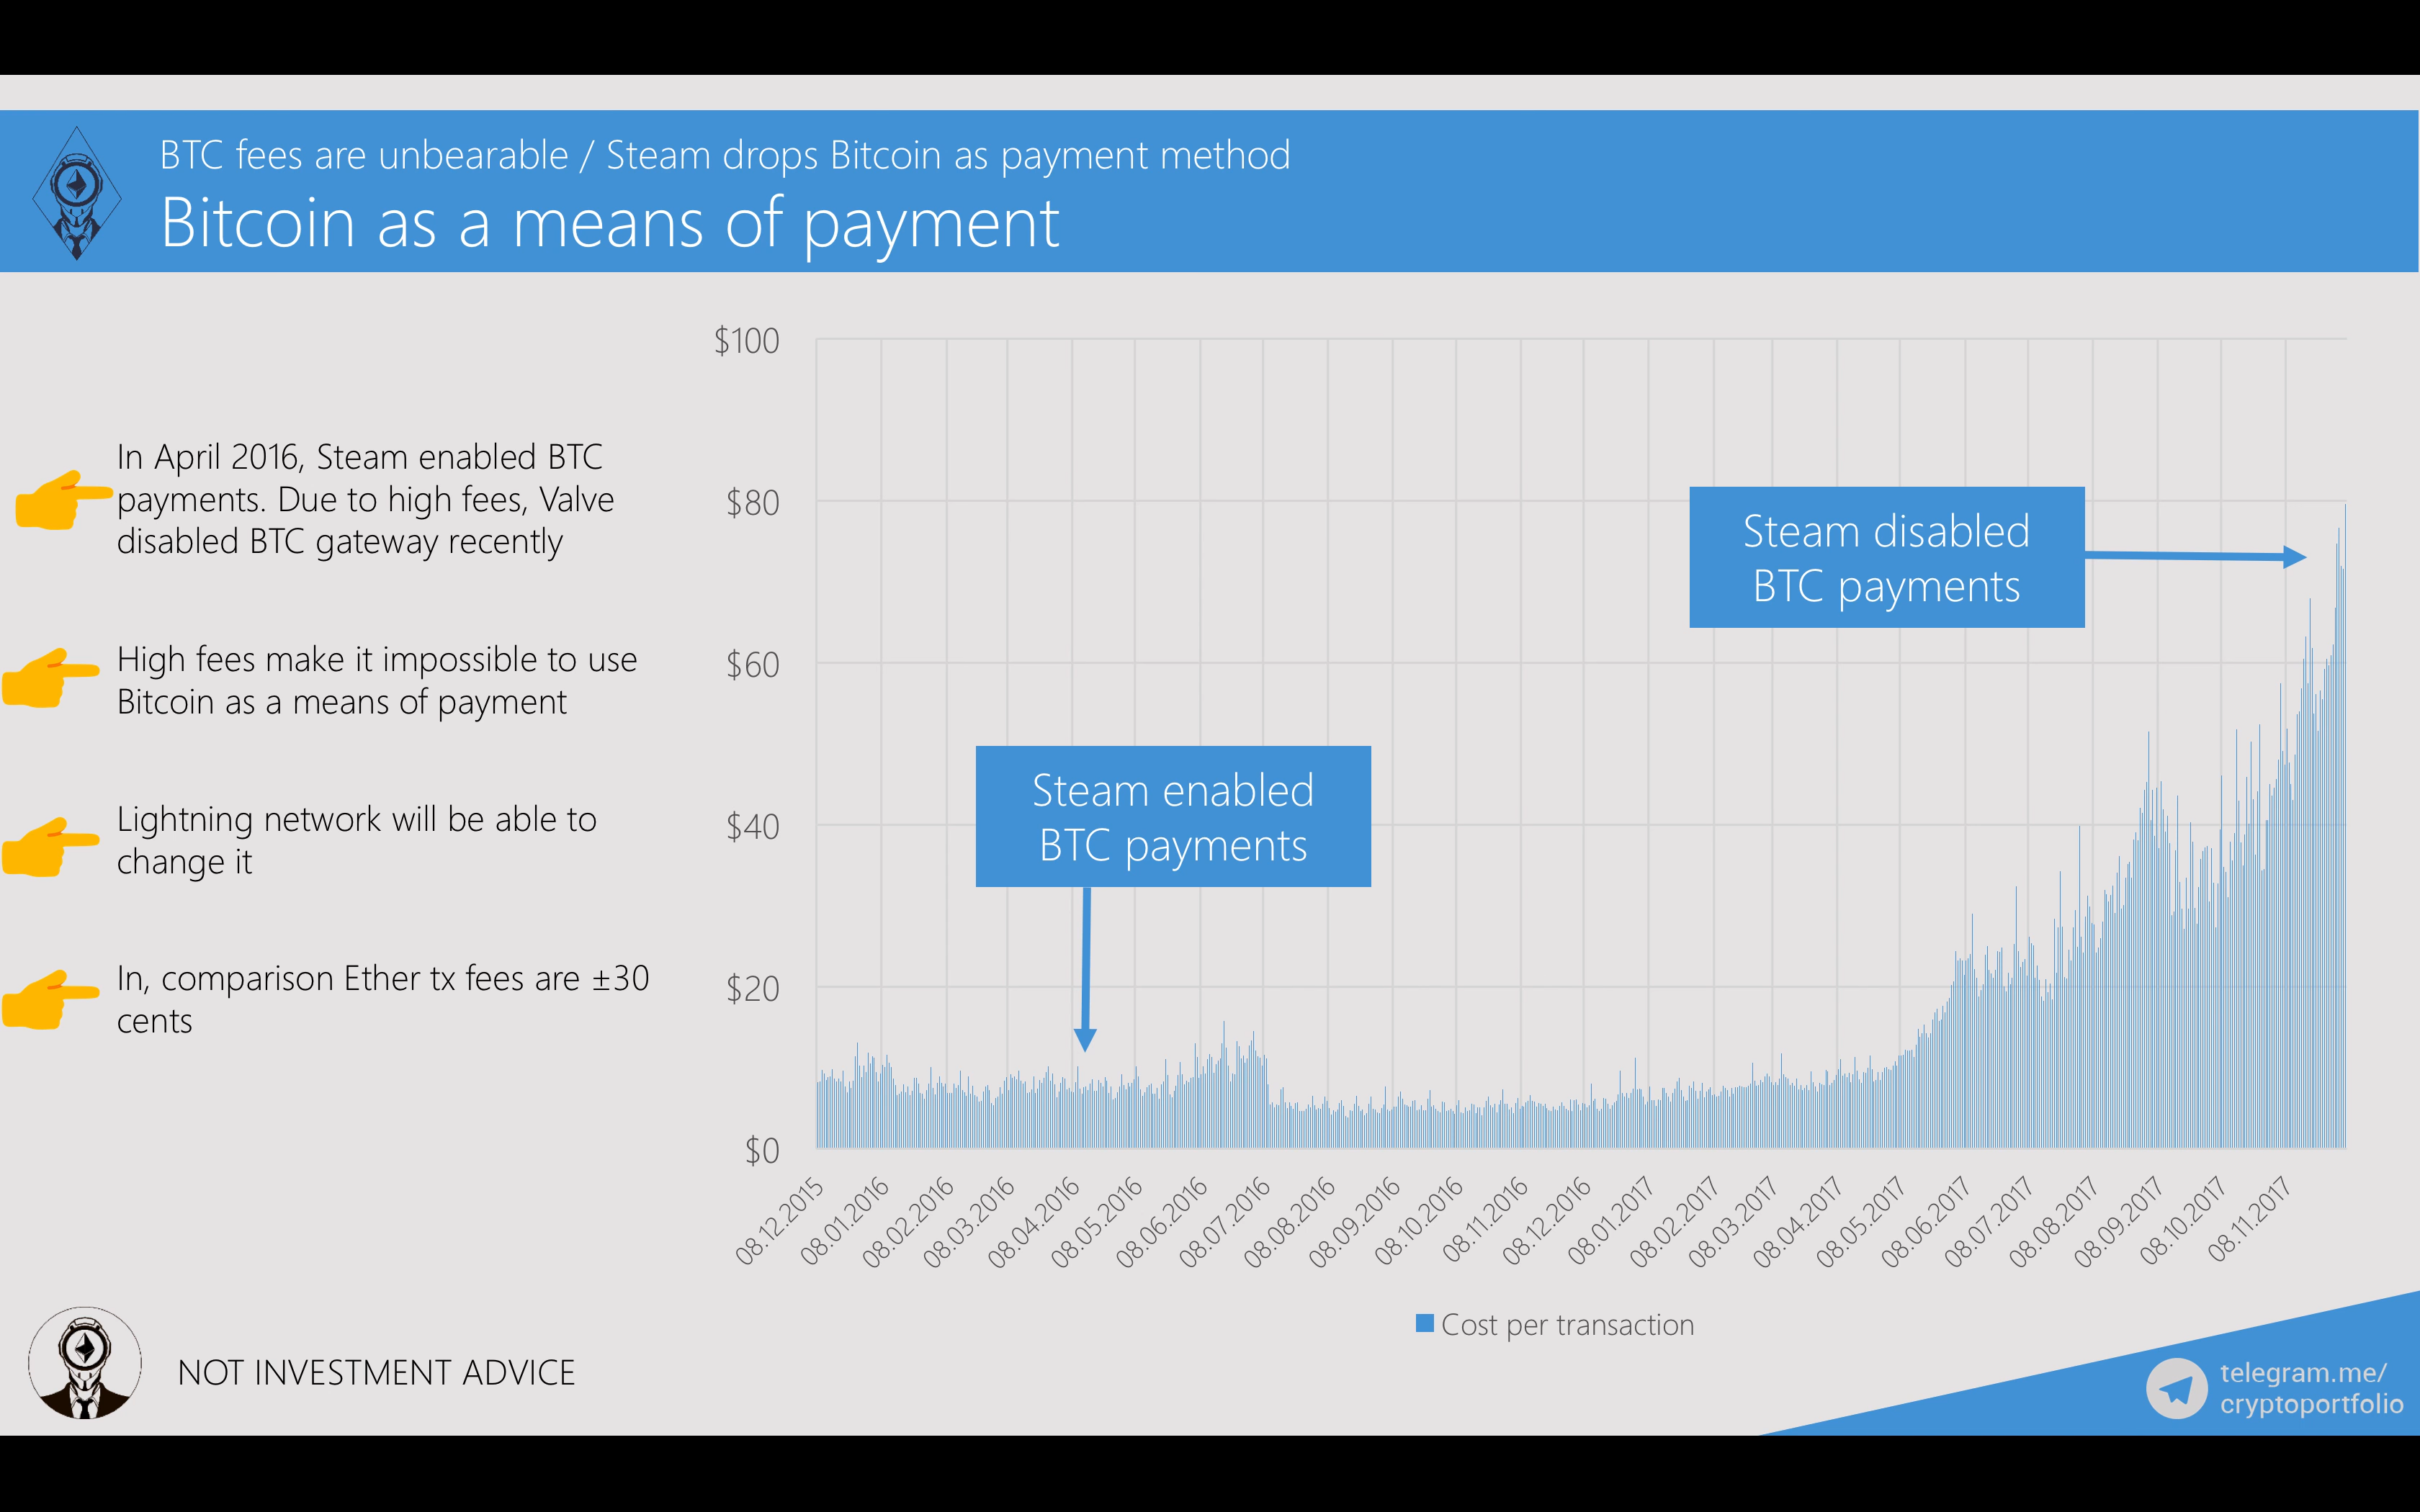 BTC fees are unbearable / Steam drops Bitcoin as payment method
Bitcoin as a means of payment
In April 2016, Steam enabled BTC
payments. Due to high fees, Valve
disabled BTC gateway recently
High fees make it impossible to use
Bitcoin as a means of payment
Lightning network will be able to
change it
In, comparison Ether tx fees are ±30
cents
$100
$80
$60
$40
$20
$0
Steam enabled
BTC payments
Steam disabled
BTC payments
08.12.2015
08.01.2016
08.02.2016
08.03.2016
08.04.2016
08.05.2016
08.06.2016
08.07.2016
08.08.2016
08.09.2016
08.10.2016
08.11.2016
08.12.2016
08.01.2017
08.02.2017
08.03.2017
08.04.2017
08.05.2017
08.06.2017
08.07.2017
08.08.2017
08.09.2017
08.10.2017
08.11.2017
Cost per transaction
NOT INVESTMENT ADVICE
telegram.me/
cryptoportfolio